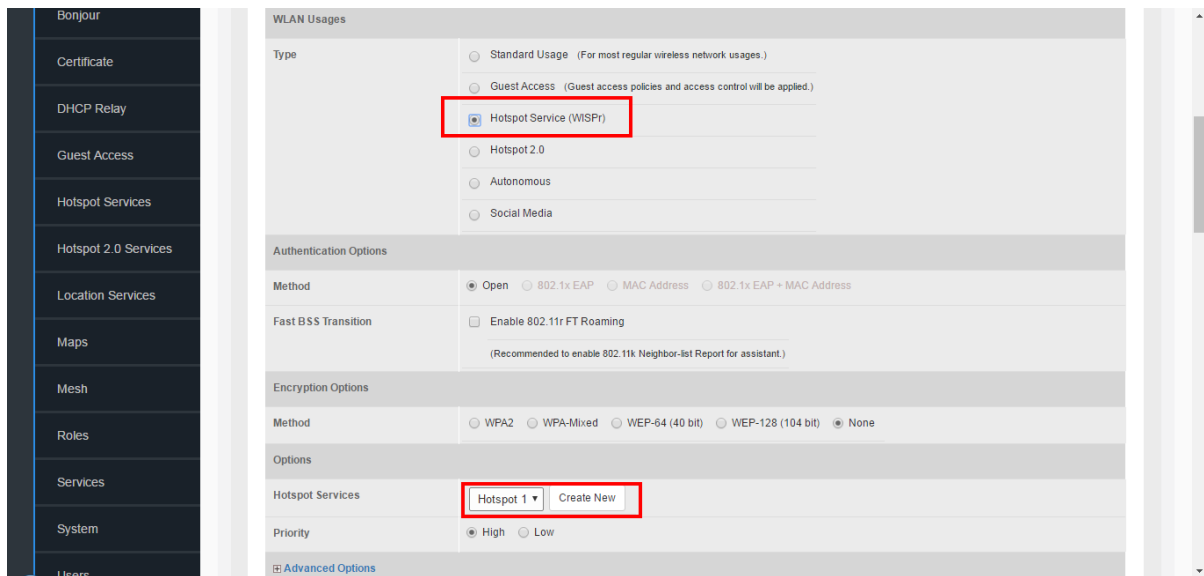 Bonjour
Certificate
DHCP Relay
Guest Access
Hotspot Services
Hotspot 2.0 Services
Location Services
Maps
Mesh
Roles
Services
System
Users
WLAN Usages
Type
Standard Usage (For most regular wireless network usages.)
Guest Access (Guest access policies and access control will be applied.)
Hotspot Service (WISPr)
Hotspot 2.0
Autonomous
Social Media
Authentication Options
Method Open 802.1x EAP MAC Address 802.1x EAP + MAC Address
Fast BSS Transition Enable 802.11r FT Roaming
(Recommended to enable 802.11k Neighbor-list Report for assistant.)
Encryption Options
Method WPA2 WPA-Mixed WEP-64 (40 bit) WEP-128 (104 bit) None
Options
Hotspot Services Hotspot 1 Create New
Priority High Low
Advanced Options